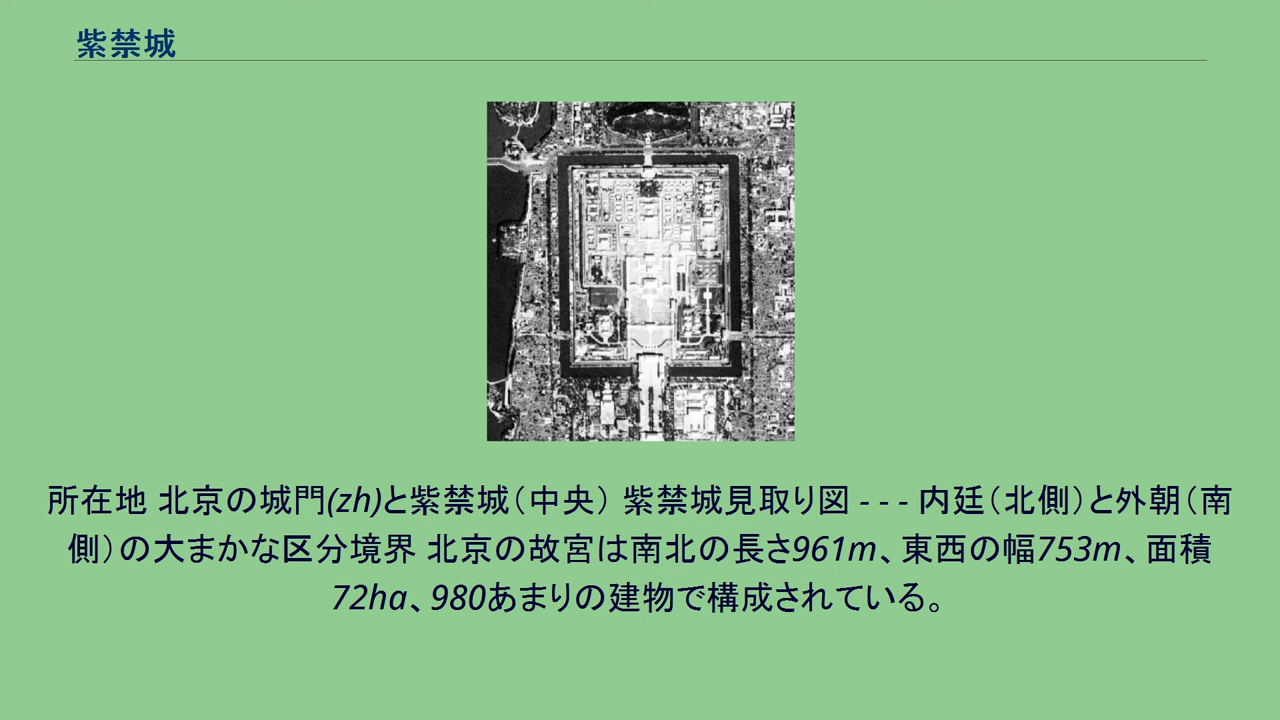 紫禁城
所在地 北京の城門(zh)と紫禁城（中央） 紫禁城見取り図 - - - 内廷（北側）と外朝（南
側）の大まかな区分境界 北京の故宮は南北の長さ961m、東西の幅753m、面積
72ha、980あまりの建物で構成されている。